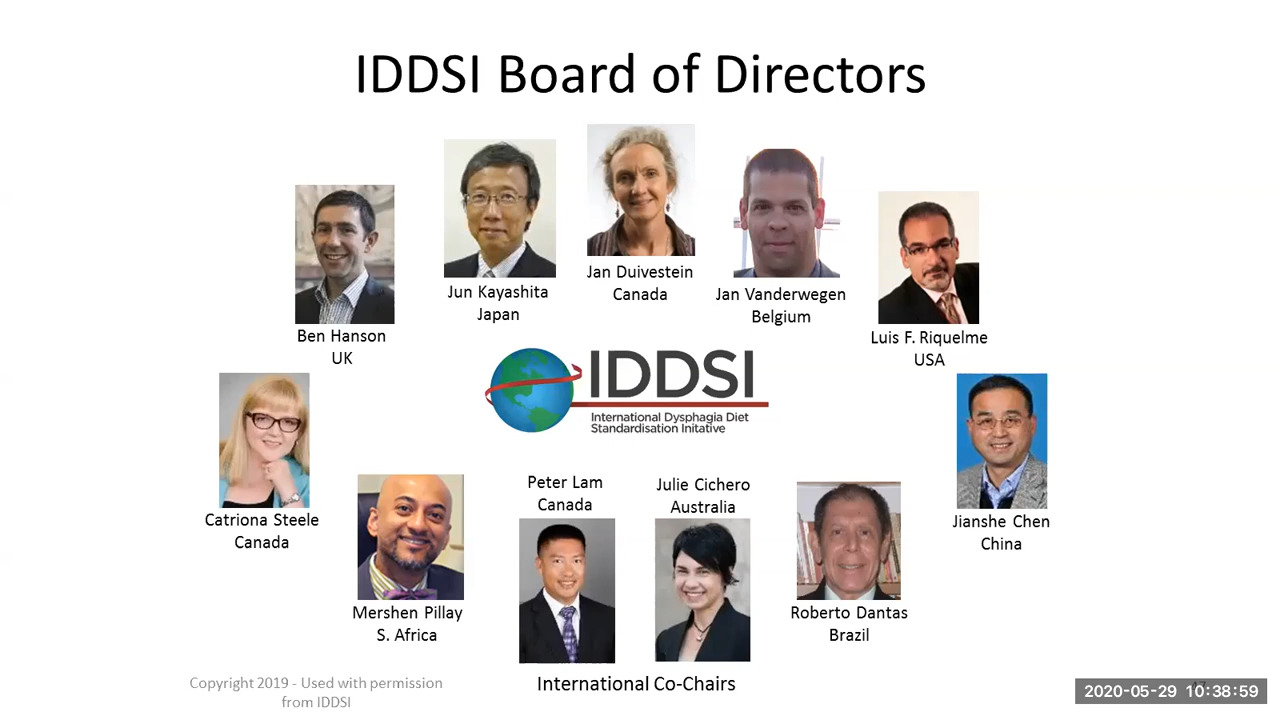 IDDSI Board of Directors
Ben Hanson
UK
Jun Kayashita
Japan
Jan Duivestein
Canada
Jan Vanderwegen
Belgium
Luis F. Riquelme
USA
IDDSI
International Dysphagia Diet
Standardisation Initative
Catriona Steele
Canada
Mershen Pillay
S. Africa
Peter Lam
Canada
Julie Cichero
Australia
Roberto Dantas
Brazil
Jianshe Chen
China
International Co-Chairs
Copyright 2019 - Used with permission
from IDDSI
2020-05-29 10:38:59